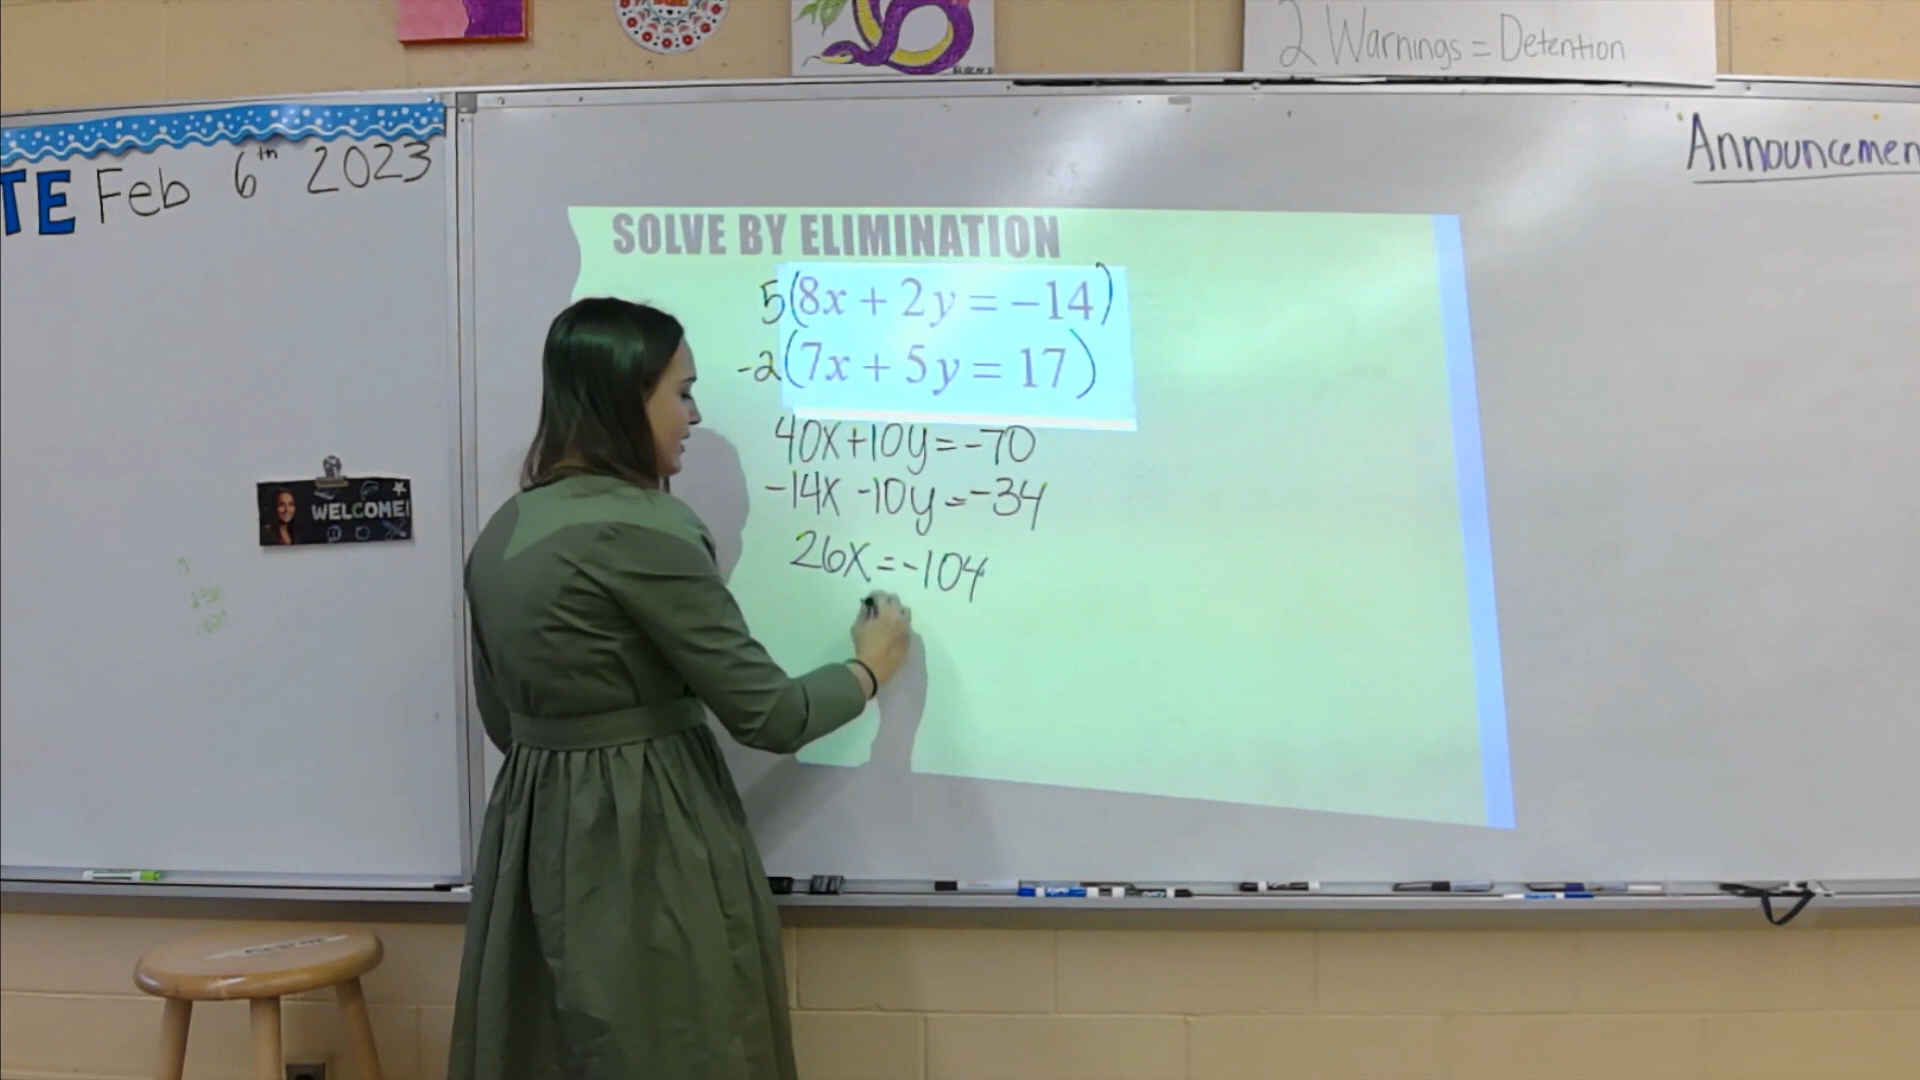 2 Warnings = Detention
TE Feb 6th 2023
Announcemen
SOLVE BY ELIMINATION
5(8x + 2y = -14)
-2(7x + 5y = 17)
40x+10y=-70
-14x -10y=-34
26x=-104
WELCOME!